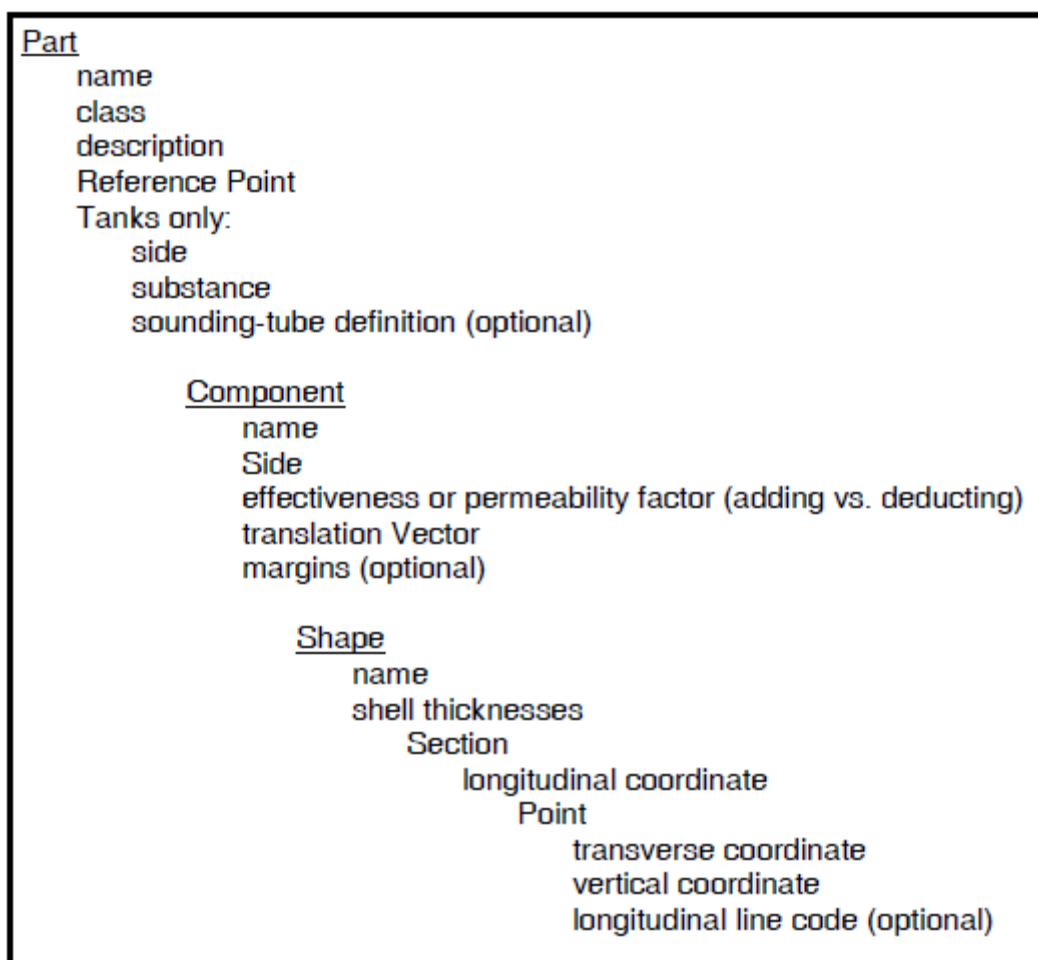 Part
name
class
description
Reference Point
Tanks only:
side
substance
sounding-tube definition (optional)
Component
name
Side
effectiveness or permeability factor (adding vs. deducting)
translation Vector
margins (optional)
Shape
name
shell thicknesses
Section
longitudinal coordinate
Point
transverse coordinate
vertical coordinate
longitudinal line code (optional)